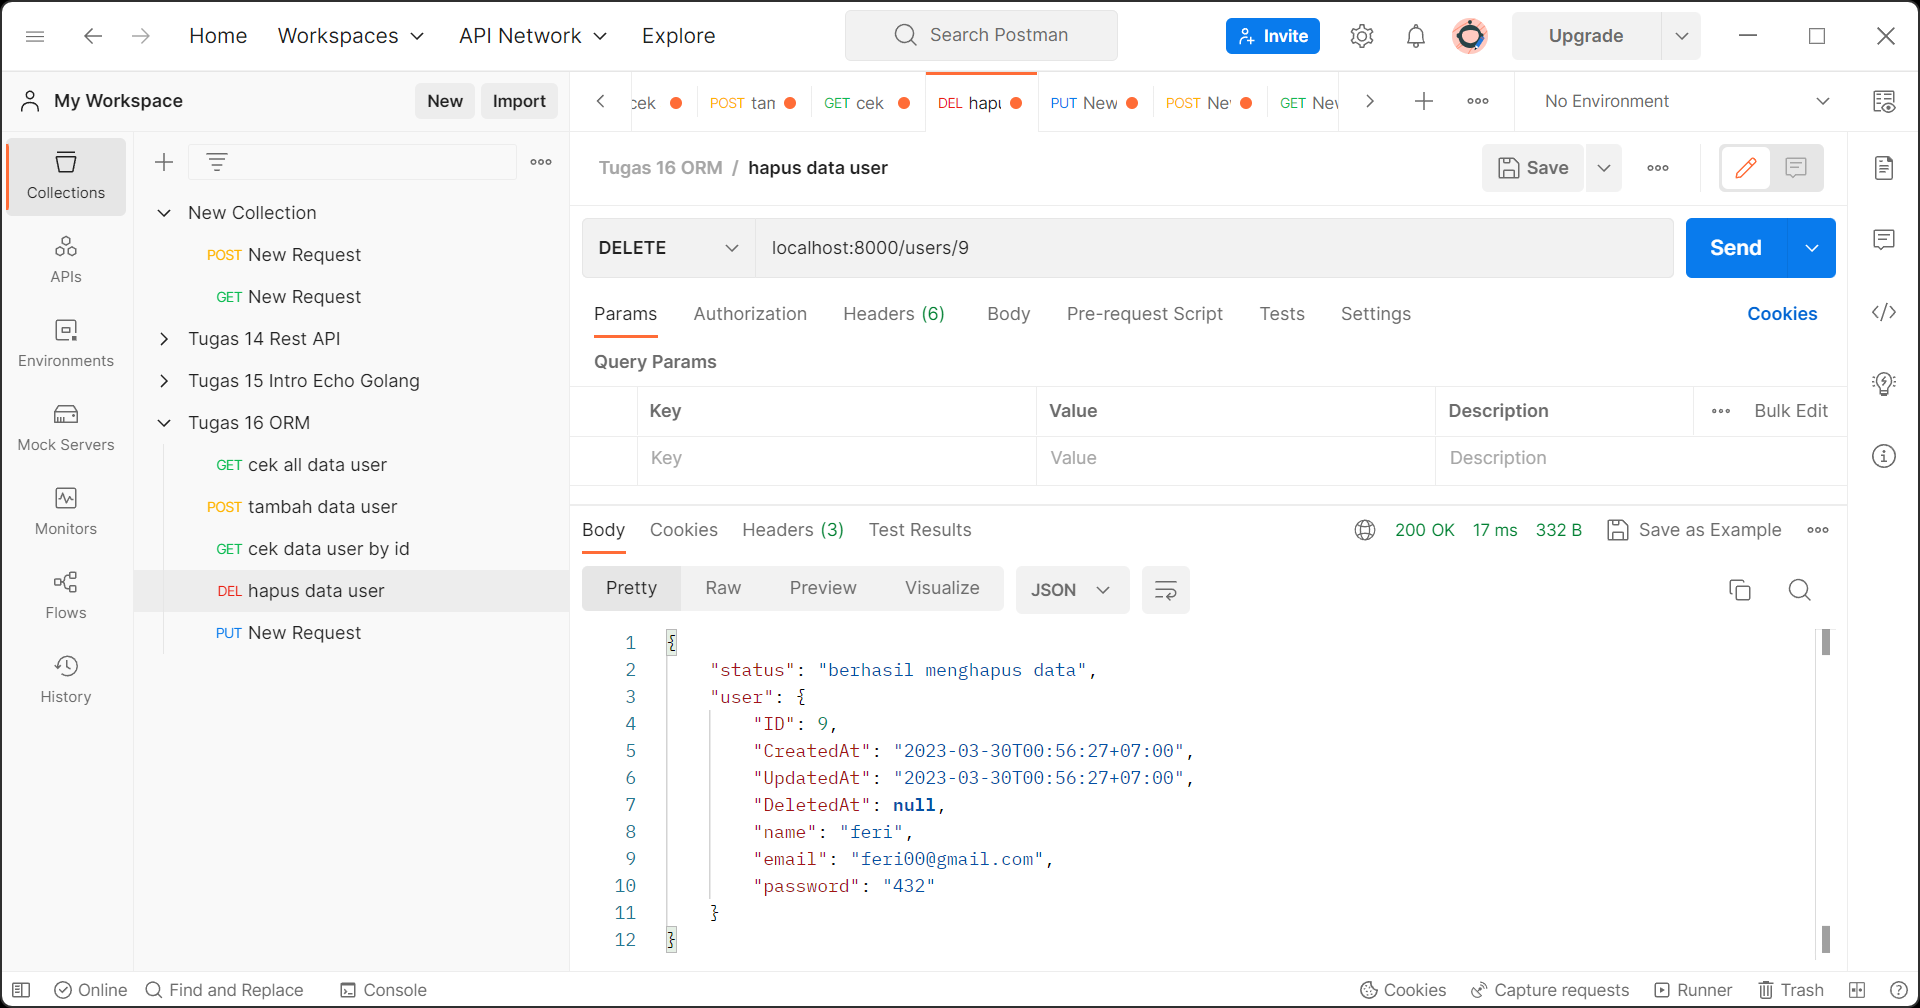 Home Workspaces API Network Explore Search Postman Invite Upgrade
My Workspace New Import
cek POST tan GET cek DEL hapu PUT New POST Ne GET New No Environment
Collections
APIs
Environments
Mock Servers
Monitors
Flows
History
New Collection
POST New Request
GET New Request
Tugas 14 Rest API
Tugas 15 Intro Echo Golang
Tugas 16 ORM
GET cek all data user
POST tambah data user
GET cek data user by id
DEL hapus data user
PUT New Request
Tugas 16 ORM / hapus data user Save
DELETE localhost:8000/users/9 Send
Params Authorization Headers (6) Body Pre-request Script Tests Settings Cookies
Query Params
Key Value Description Bulk Edit
Key Value Description
Body Cookies Headers (3) Test Results 200 OK 17 ms 332 B Save as Example
Pretty Raw Preview Visualize JSON
1 {
2 "status": "berhasil menghapus data",
3 "user": {
4 "ID": 9,
5 "CreatedAt": "2023-03-30T00:56:27+07:00",
6 "UpdatedAt": "2023-03-30T00:56:27+07:00",
7 "DeletedAt": null,
8 "name": "feri",
9 "email": "feri00@gmail.com",
10 "password": "432"
11 }
12 }
Online Find and Replace Console Cookies Capture requests Runner Trash